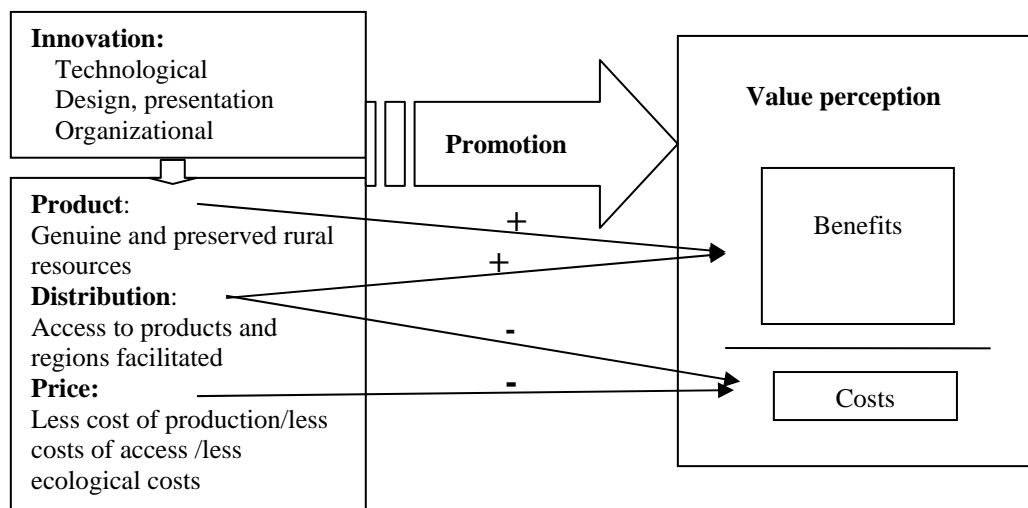 Innovation:
Technological
Design, presentation
Organizational
Product:
Genuine and preserved rural
resources
Distribution:
Access to products and
regions facilitated
Price:
Less cost of production/less
costs of access /less
ecological costs
Promotion
+
+
-
-
Value perception
Benefits
Costs